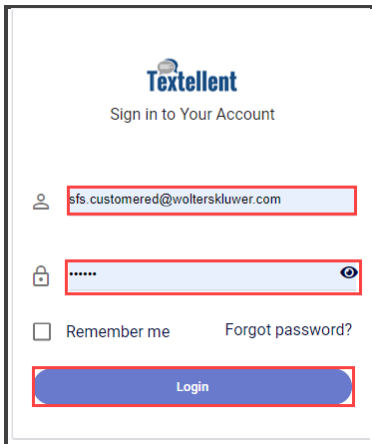 Textellent
Sign in to Your Account
sfs.customered@wolterskluwer.com
••••••
Remember me
Forgot password?
Login